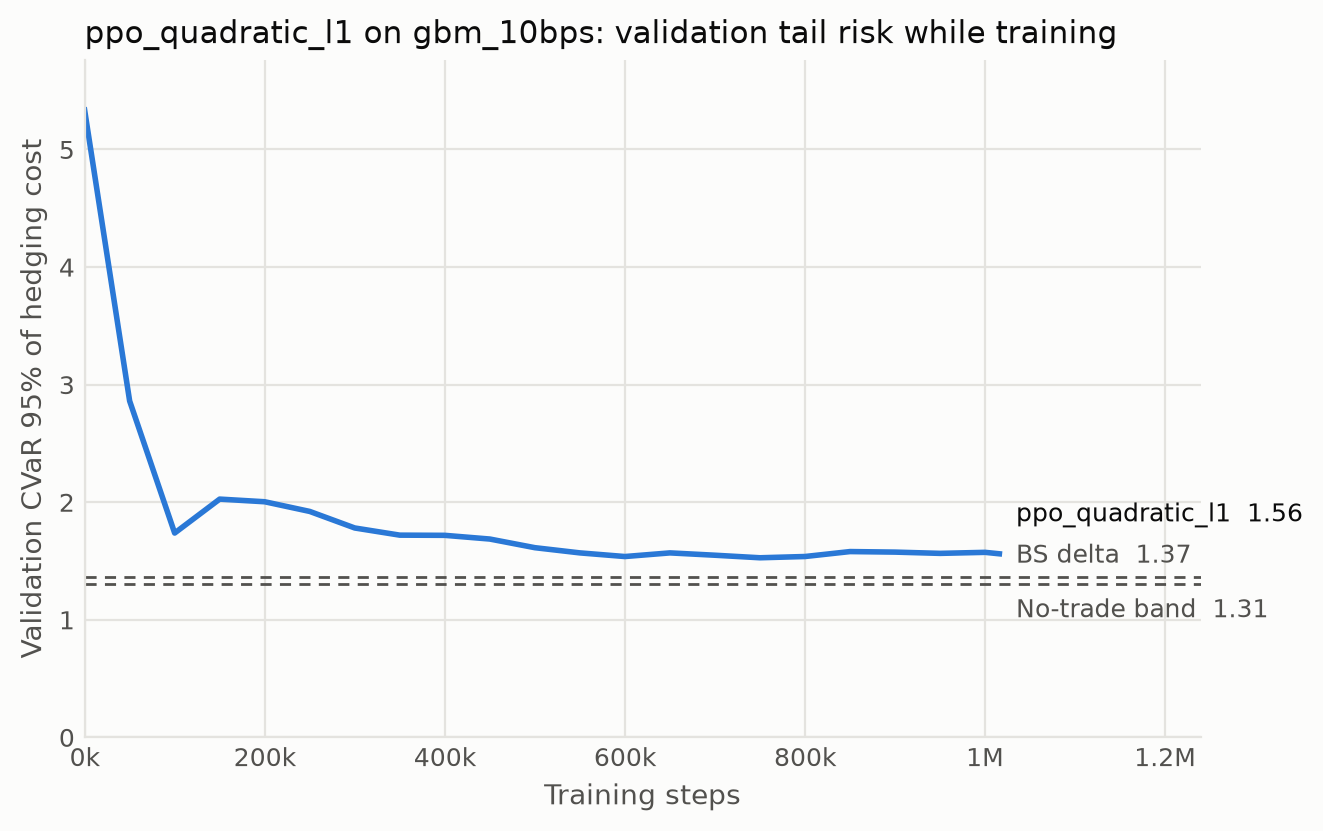 ppo_quadratic_l1 on gbm_10bps: validation tail risk while training
Validation CVaR 95% of hedging cost
5
4
3
2
1
0
ppo_quadratic_l1 1.56
BS delta 1.37
No-trade band 1.31
0k
200k
400k
600k
800k
1M
1.2M
Training steps